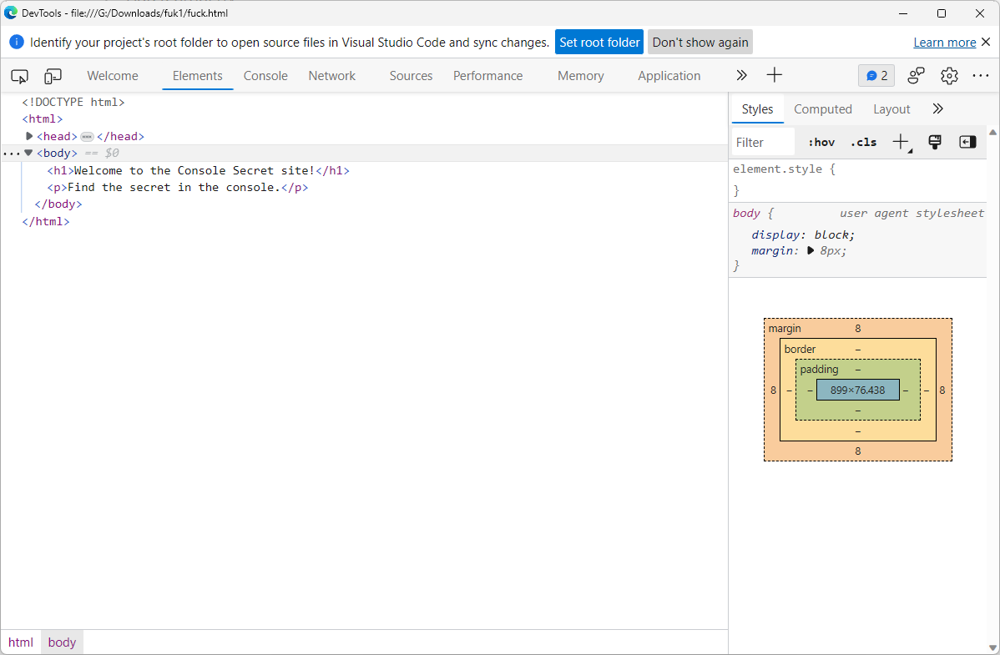 DevTools - file:///G:/Downloads/fuk1/fuck.html
Identify your project's root folder to open source files in Visual Studio Code and sync changes. Set root folder Don't show again Learn more
Welcome Elements Console Network Sources Performance Memory Application 2
<!DOCTYPE html>
<html>
<head> </head>
<body> == $0
<h1>Welcome to the Console Secret site!</h1>
<p>Find the secret in the console.</p>
</body>
</html>
html body
Styles Computed Layout
Filter :hov .cls
element.style {
}
body { user agent stylesheet
display: block;
margin: 8px;
}
margin 8
border –
padding –
8 – – 899×76.438 – – 8
–
–
8